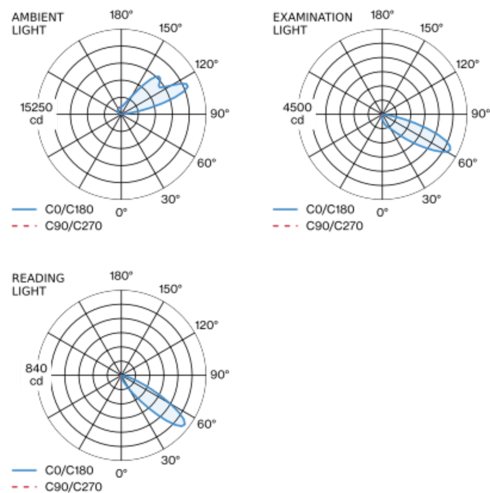 AMBIENT
LIGHT
180°
150°
120°
15250
cd
90°
60°
30°
0°
C0/C180
C90/C270
EXAMINATION
LIGHT
180°
150°
120°
4500
cd
90°
60°
30°
0°
C0/C180
C90/C270
READING
LIGHT
180°
150°
120°
840
cd
90°
60°
30°
0°
C0/C180
C90/C270